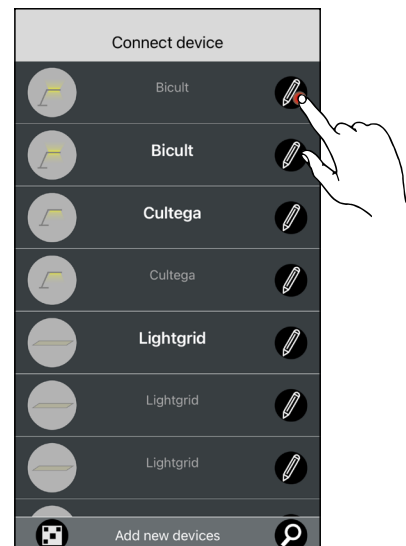 Connect device
Bicult
Bicult
Cultega
Cultega
Lightgrid
Lightgrid
Lightgrid
Add new devices